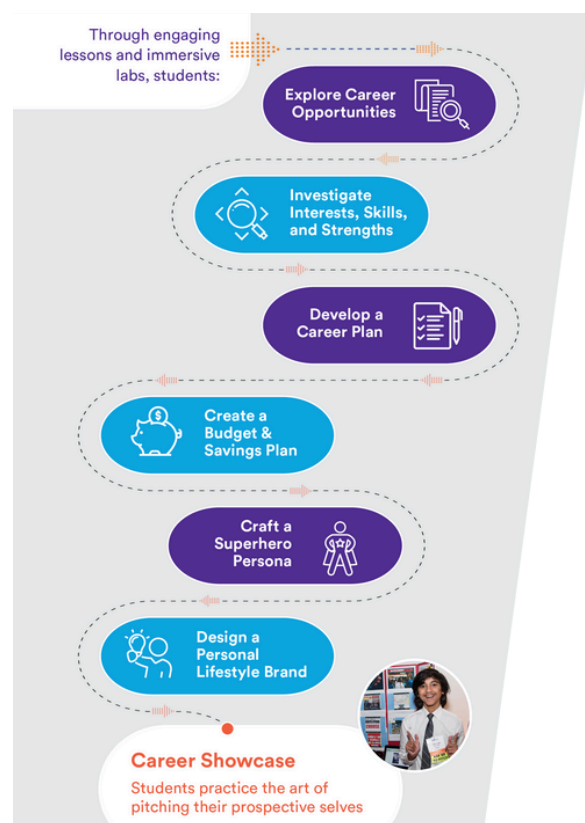 Through engaging
lessons and immersive
labs, students:
Explore Career
Opportunities
Investigate
Interests, Skills,
and Strengths
Develop a
Career Plan
$
Create a
Budget &
Savings Plan
Craft a
Superhero
Persona
Design a
Personal
Lifestyle Brand
Career Showcase
Students practice the art of
pitching their prospective selves